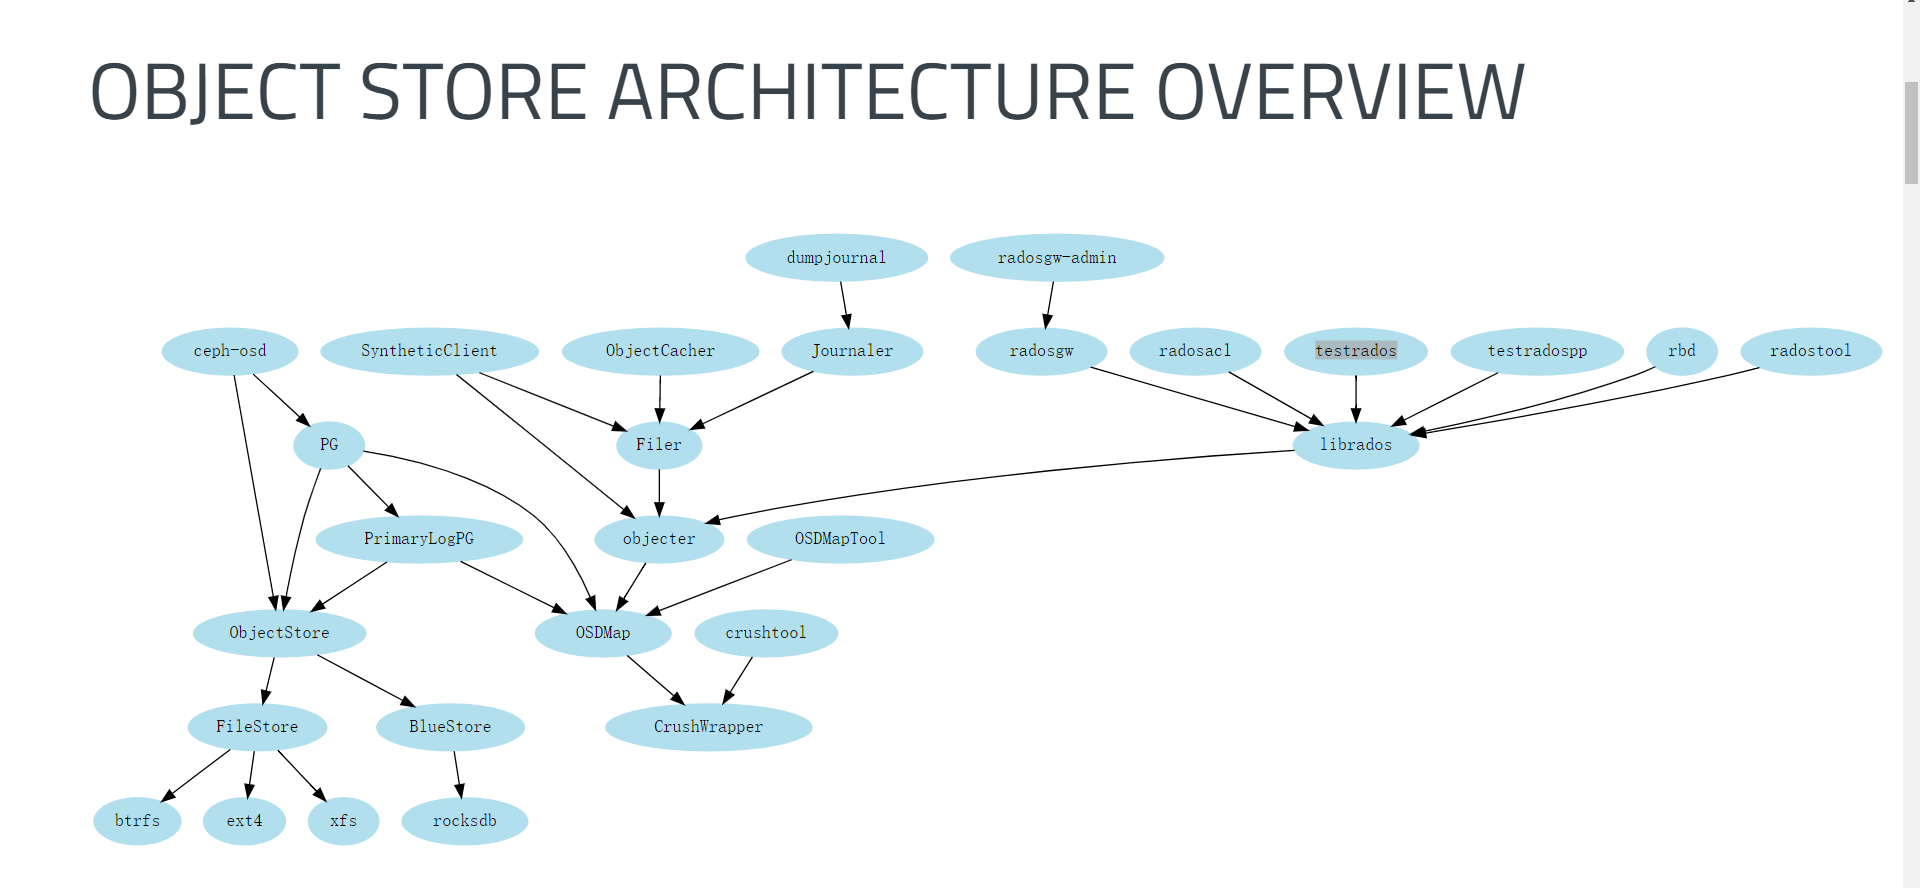 OBJECT STORE ARCHITECTURE OVERVIEW
dumpjournal
radosgw-admin
ceph-osd
SyntheticClient
ObjectCacher
Journaler
radosgw
radosacl
testrados
testradospp
rbd
radostool
PG
Filer
librados
PrimaryLogPG
objecter
OSDMapTool
ObjectStore
OSDMap
crushtool
FileStore
BlueStore
CrushWrapper
btrfs
ext4
xfs
rocksdb